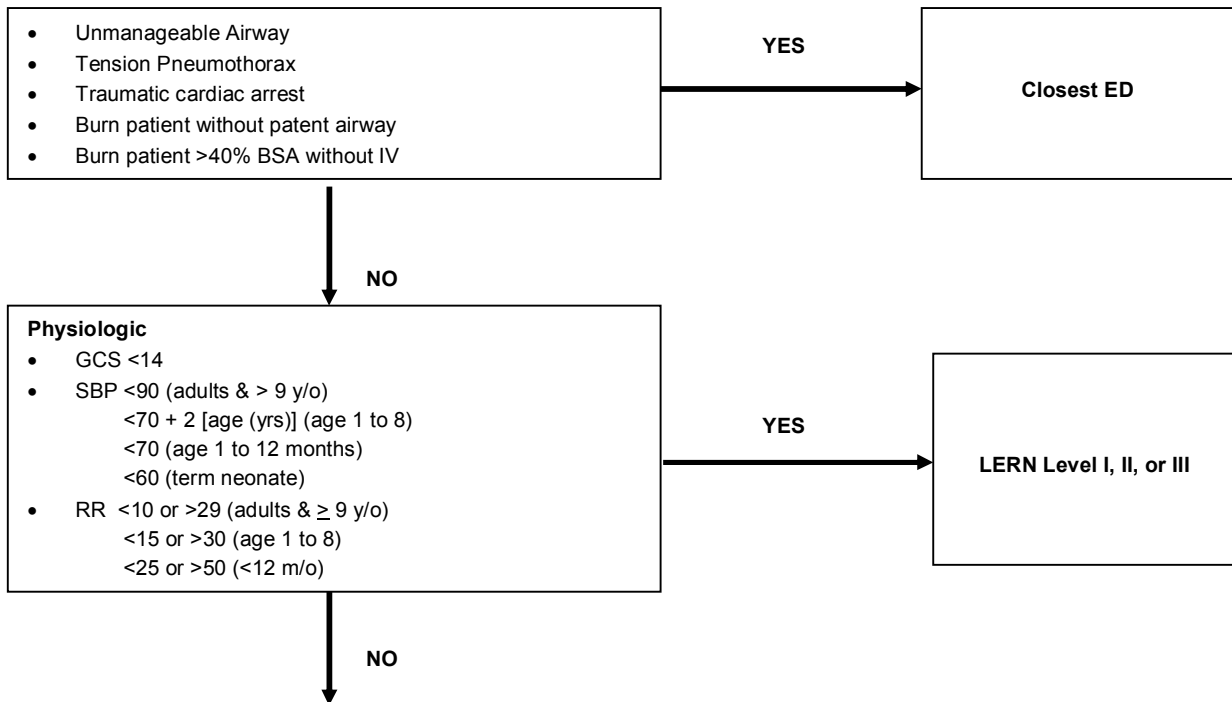 • Unmanageable Airway
• Tension Pneumothorax
• Traumatic cardiac arrest
• Burn patient without patent airway
• Burn patient >40% BSA without IV
YES
Closest ED
NO
Physiologic
• GCS <14
• SBP <90 (adults & > 9 y/o)
<70 + 2 [age (yrs)] (age 1 to 8)
<70 (age 1 to 12 months)
<60 (term neonate)
• RR <10 or >29 (adults & ≥ 9 y/o)
<15 or >30 (age 1 to 8)
<25 or >50 (<12 m/o)
YES
LERN Level I, II, or III
NO